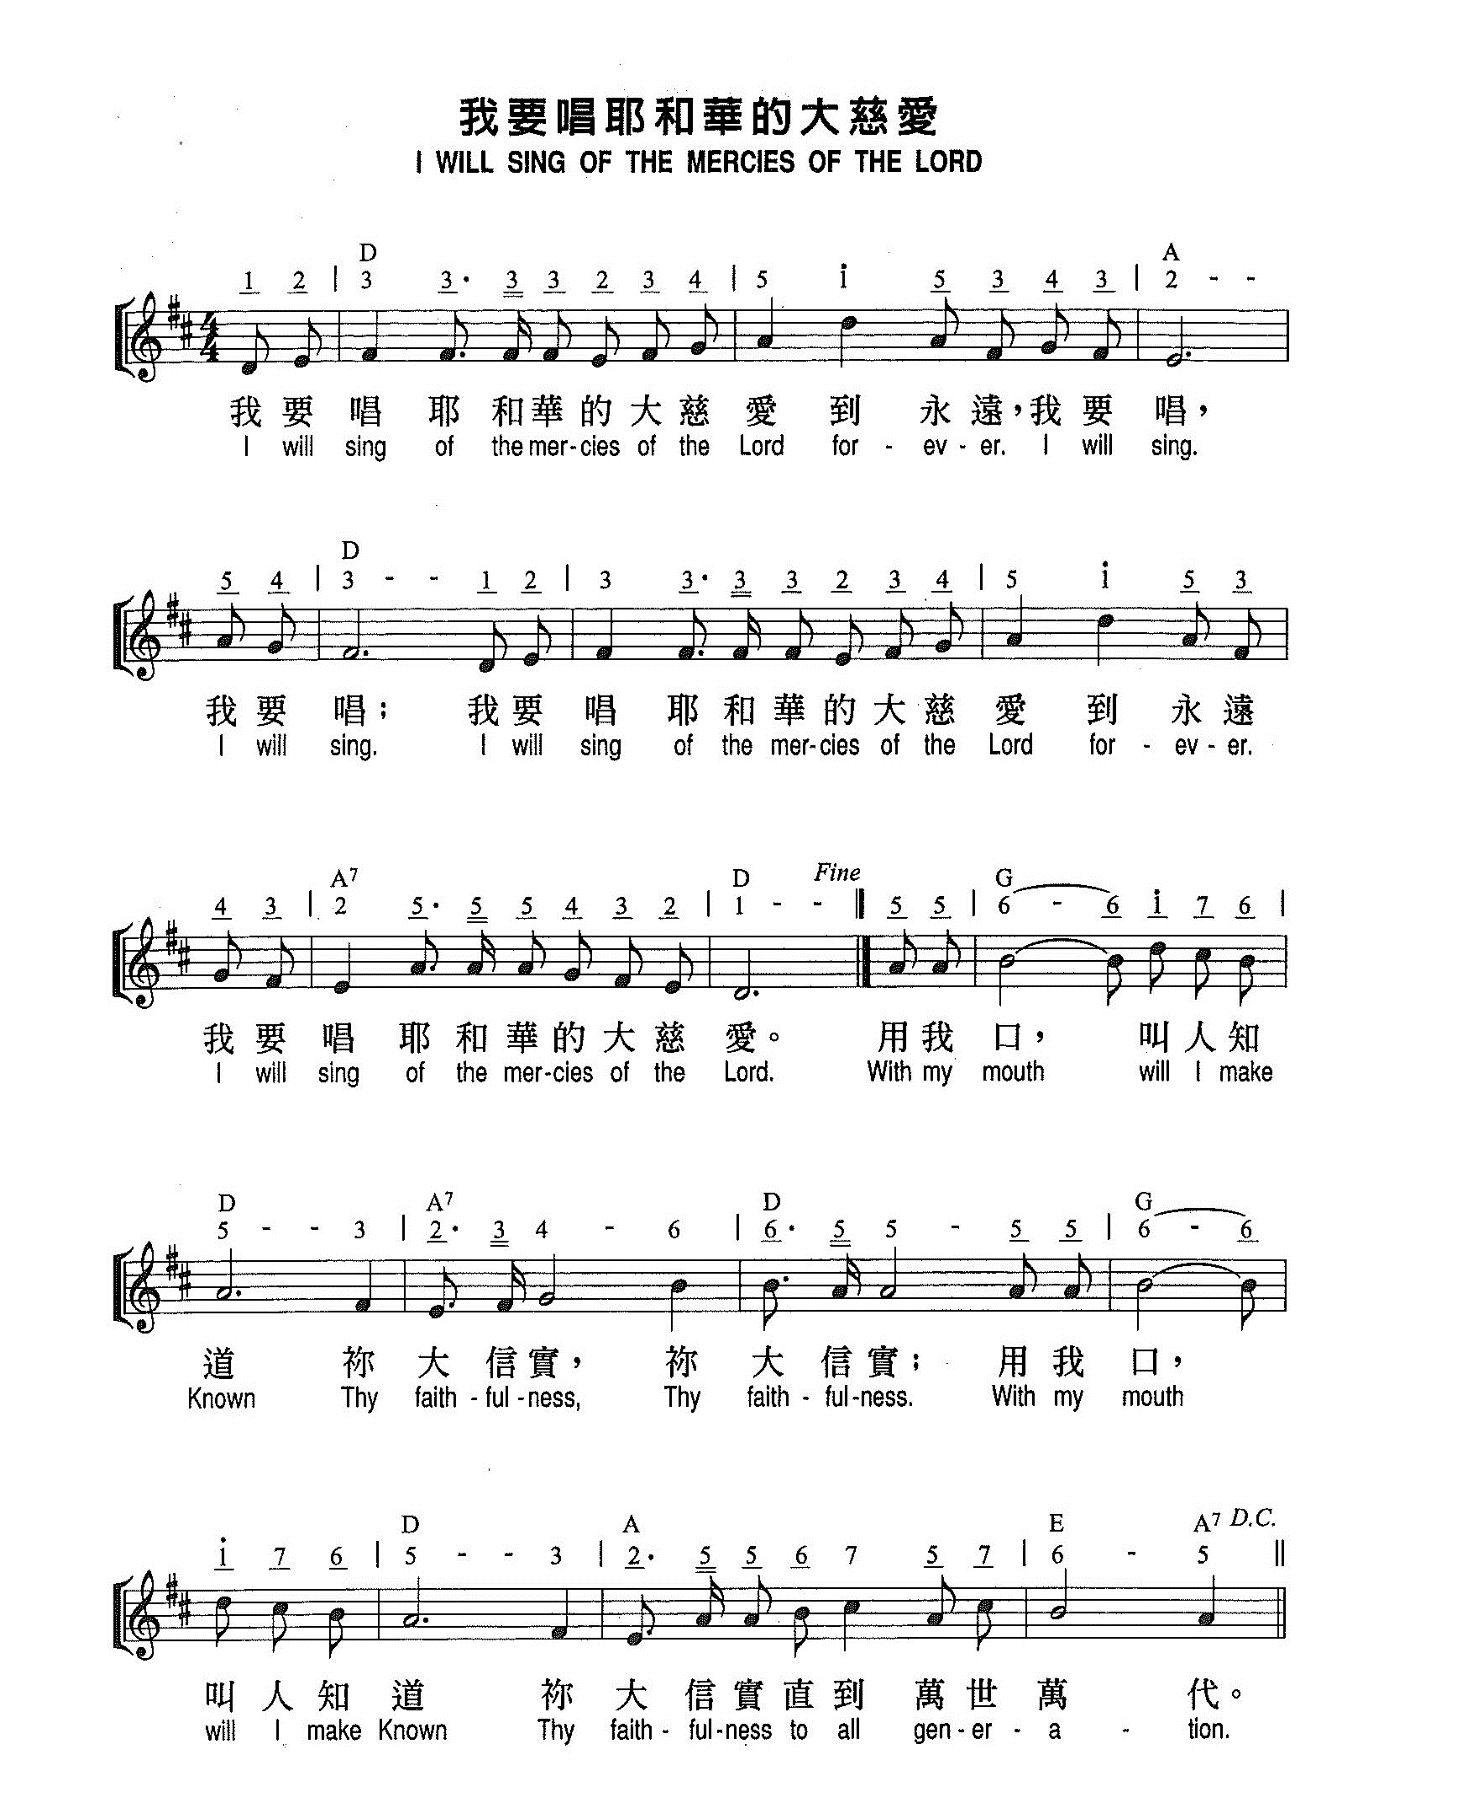 我要唱耶和華的大慈愛
I WILL SING OF THE MERCIES OF THE LORD
D A
1 2 | 3 3· 3 3 2 3 4 | 5 i 5 3 4 3 | 2 - -
4 4
我要唱耶和華的大慈愛到永遠，我要唱，
I will sing of the mer-cies of the Lord for - ev - er. I will sing.
D
5 4 | 3 - - 1 2 | 3 3· 3 3 2 3 4 | 5 i 5 3
我要唱；我要唱耶和華的大慈愛到永遠
I will sing. I will sing of the mer-cies of the Lord for - ev - er.
A7 D Fine G
4 3 | 2 5· 5 5 4 3 2 | 1 - - ‖ 5 5 | 6 - 6 i 7 6 |
我要唱耶和華的大慈愛。用我口，叫人知
I will sing of the mer-cies of the Lord. With my mouth will I make
D A7 D G
5 - - 3 | 2· 3 4 - 6 | 6· 5 5 - 5 5 | 6 - 6
道祢大信實，祢大信實；用我口，
Known Thy faith - ful - ness, Thy faith - ful - ness. With my mouth
D A E A7 D.C.
i 7 6 | 5 - - 3 | 2· 5 5 6 7 5 7 | 6 - 5 ‖
叫人知道祢大信實直到萬世萬代。
will I make Known Thy faith - ful - ness to all gen - er - a - tion.